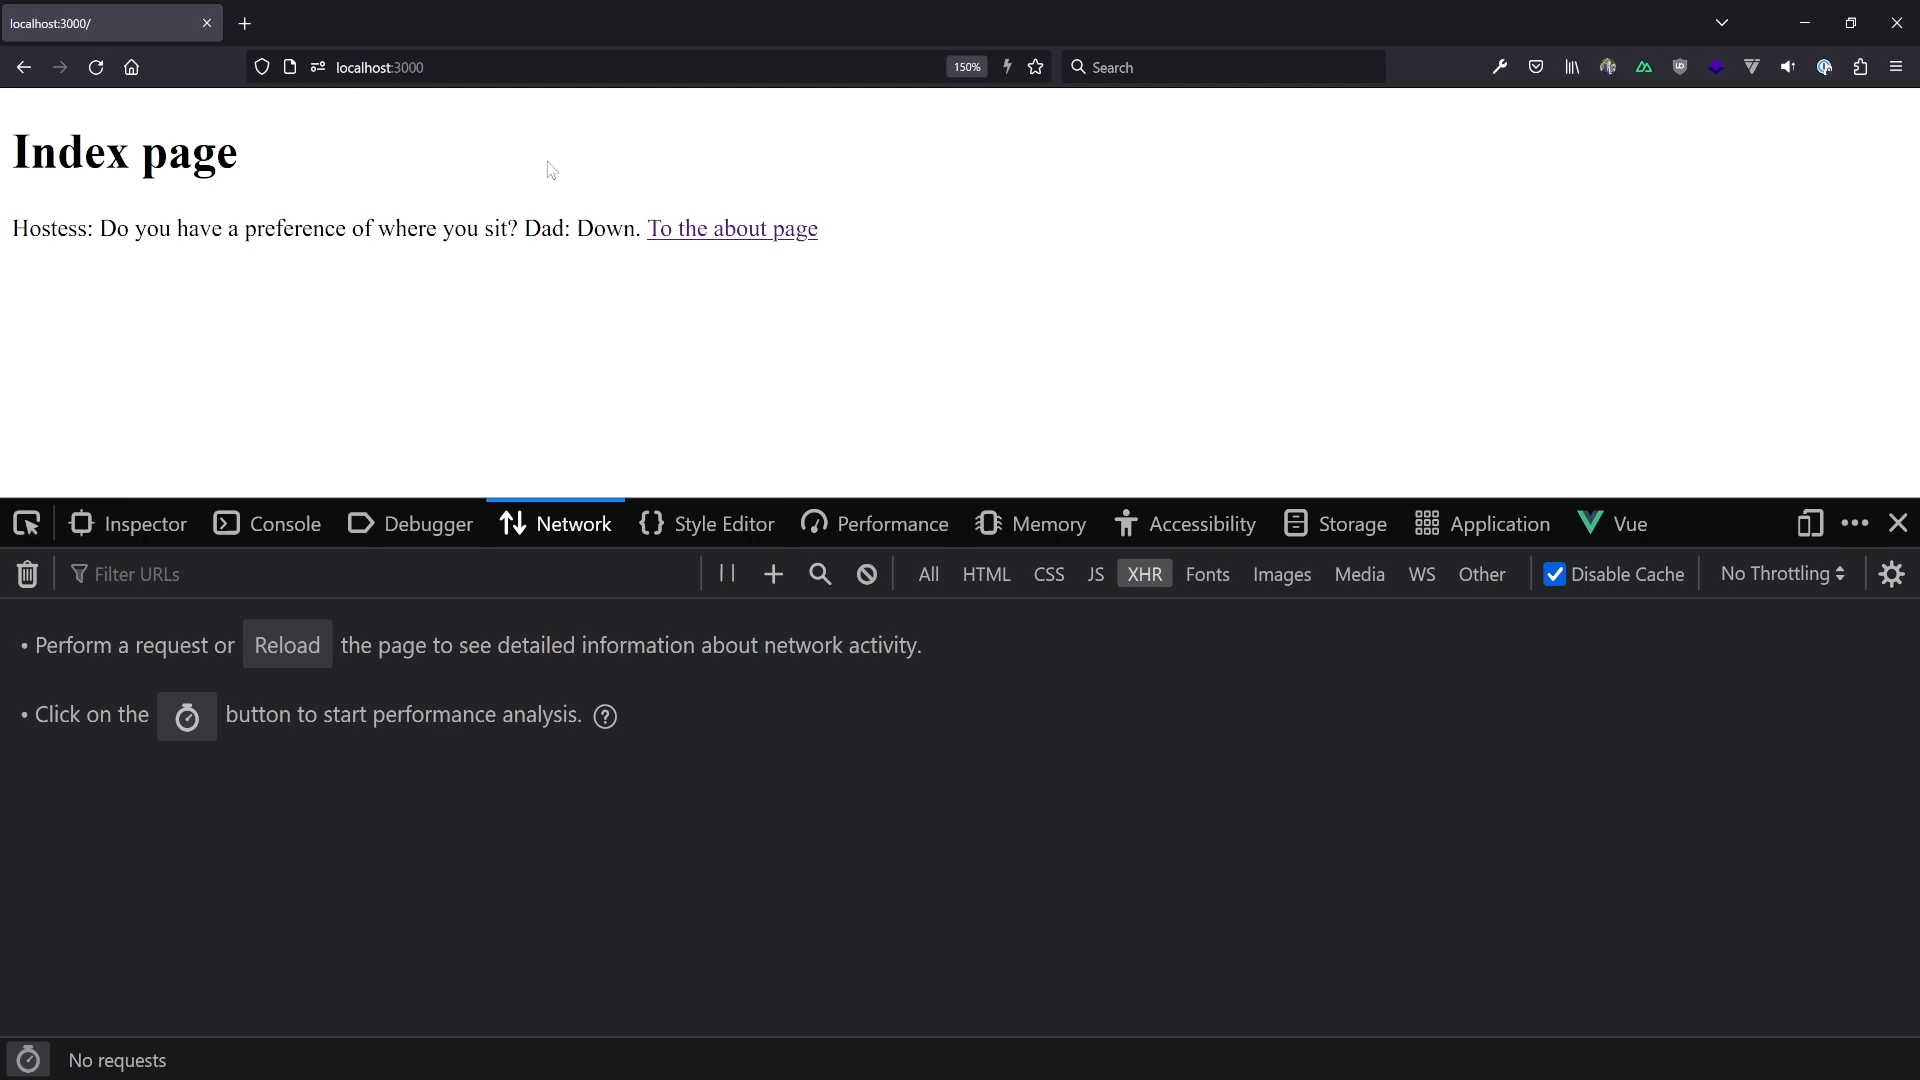 localhost:3000/
localhost:3000
150%
Search
Index page
Hostess: Do you have a preference of where you sit? Dad: Down. To the about page
Inspector Console Debugger Network Style Editor Performance Memory Accessibility Storage Application Vue
Filter URLs All HTML CSS JS XHR Fonts Images Media WS Other Disable Cache No Throttling
• Perform a request or Reload the page to see detailed information about network activity.
• Click on the button to start performance analysis. ?
No requests